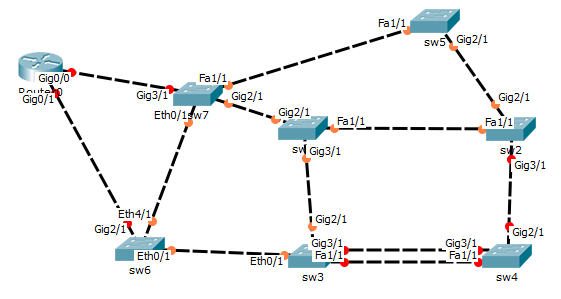 Fa1/1
sw5
Gig2/1
Gig0/0
Gig0/1
Fa1/1
Gig3/1
Gig2/1
Eth0/1
sw7
Gig2/1
Fa1/1
sw
Gig3/1
Gig2/1
Fa1/1
sw2
Gig3/1
Eth4/1
Gig2/1
Eth0/1
sw6
Gig2/1
Eth0/1
Gig3/1
Fa1/1
sw3
Gig2/1
Gig3/1
Fa1/1
sw4